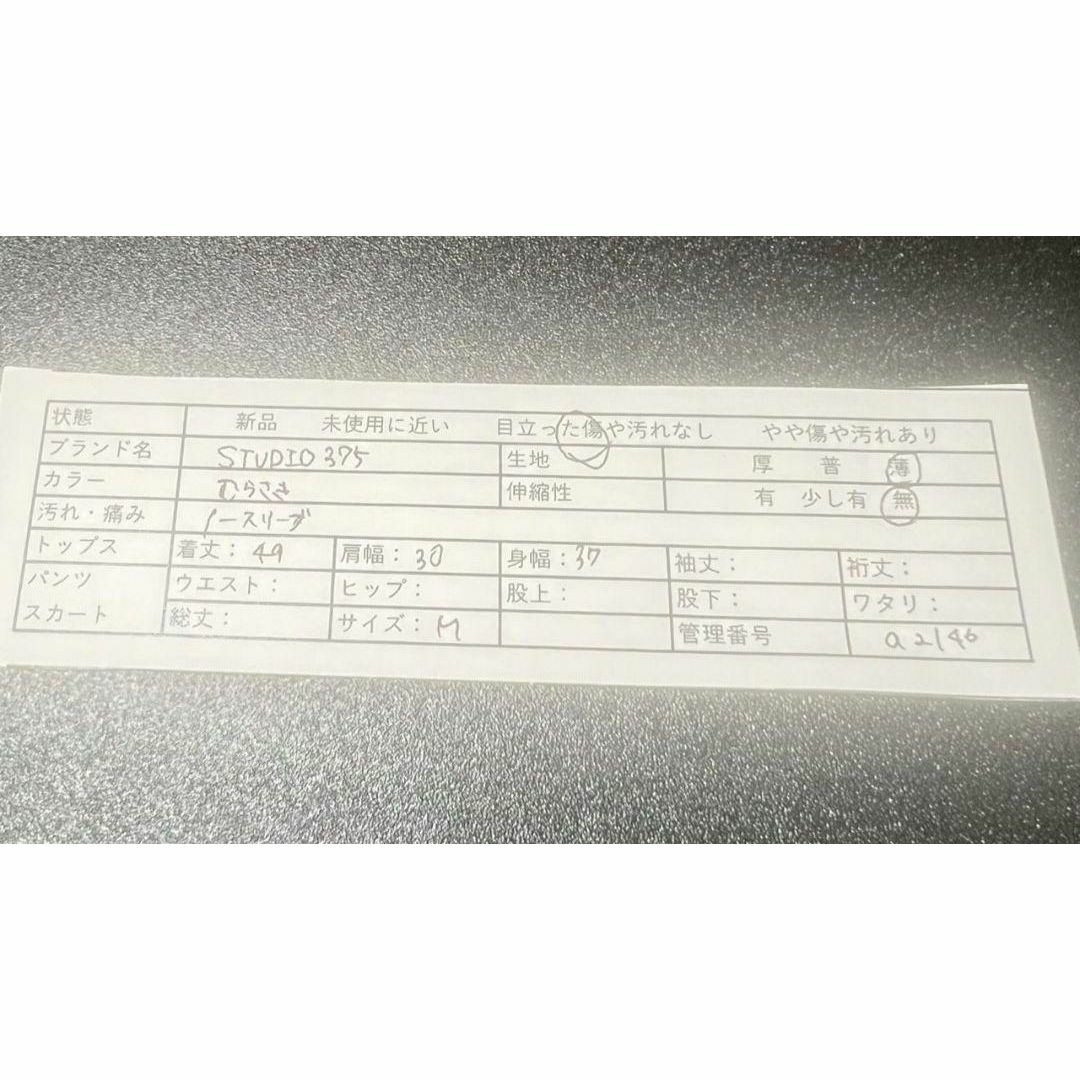 状態 新品 未使用に近い 目立った傷や汚れなし やや傷や汚れあり
ブランド名 STUDIO 375 生地 厚 普 薄
カラー むらさき 伸縮性 有 少し有 無
汚れ・痛み ノースリーブ
トップス 着丈：49 肩幅：30 身幅：37 袖丈： 裄丈：
パンツ ウエスト： ヒップ： 股上： 股下： ワタリ：
スカート 総丈： サイズ：M 管理番号 a2146